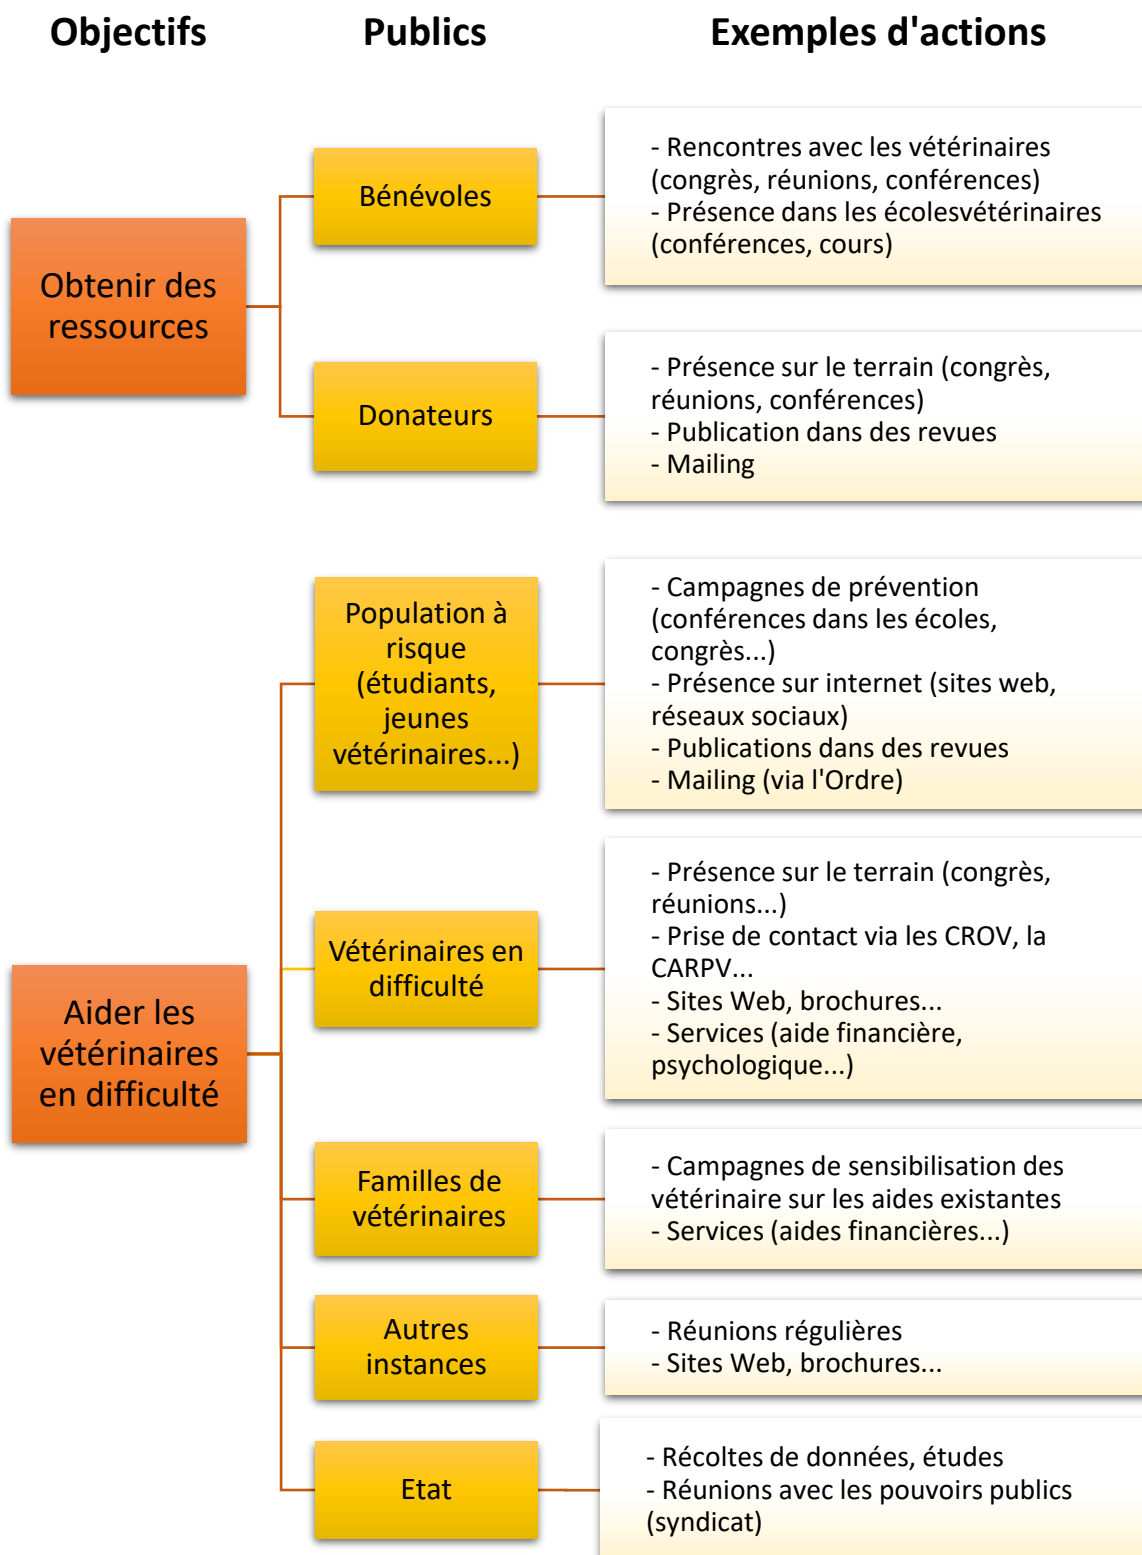 Objectifs
Publics
Exemples d'actions
Obtenir des
ressources
Bénévoles
- Rencontres avec les vétérinaires
(congrès, réunions, conférences)
- Présence dans les écolesvétérinaires
(conférences, cours)
Donateurs
- Présence sur le terrain (congrès,
réunions, conférences)
- Publication dans des revues
- Mailing
Aider les
vétérinaires
en difficulté
Population à
risque
(étudiants,
jeunes
vétérinaires...)
- Campagnes de prévention
(conférences dans les écoles,
congrès...)
- Présence sur internet (sites web,
réseaux sociaux)
- Publications dans des revues
- Mailing (via l'Ordre)
Vétérinaires en
difficulté
- Présence sur le terrain (congrès,
réunions...)
- Prise de contact via les CROV, la
CARPV...
- Sites Web, brochures...
- Services (aide financière,
psychologique...)
Familles de
vétérinaires
- Campagnes de sensibilisation des
vétérinaire sur les aides existantes
- Services (aides financières...)
Autres
instances
- Réunions régulières
- Sites Web, brochures...
Etat
- Récoltes de données, études
- Réunions avec les pouvoirs publics
(syndicat)